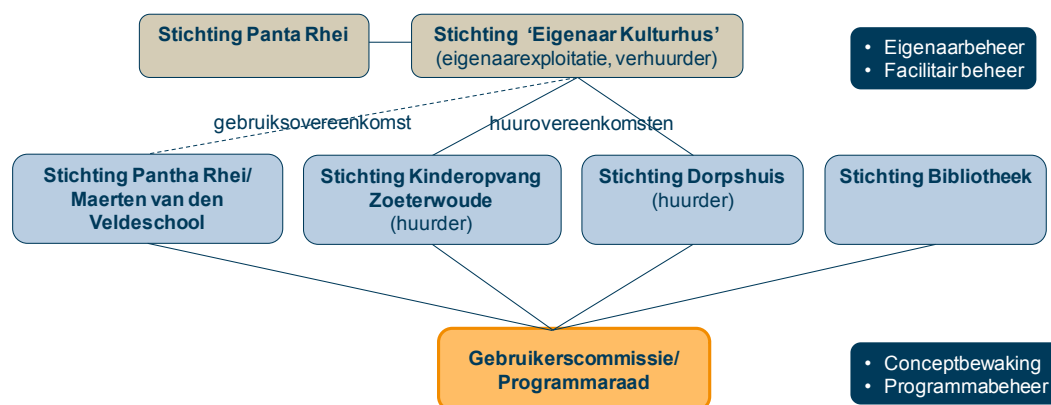 Stichting Panta Rhei
Stichting ‘Eigenaar Kulturhus’
(eigenaarexploitatie, verhuurder)
• Eigenaarbeheer
• Facilitair beheer
gebruiksovereenkomst
huurovereenkomsten
Stichting Pantha Rhei/
Maerten van den
Veldeschool
Stichting Kinderopvang
Zoeterwoude
(huurder)
Stichting Dorpshuis
(huurder)
Stichting Bibliotheek
Gebruikerscommissie/
Programmaraad
• Conceptbewaking
• Programmabeheer